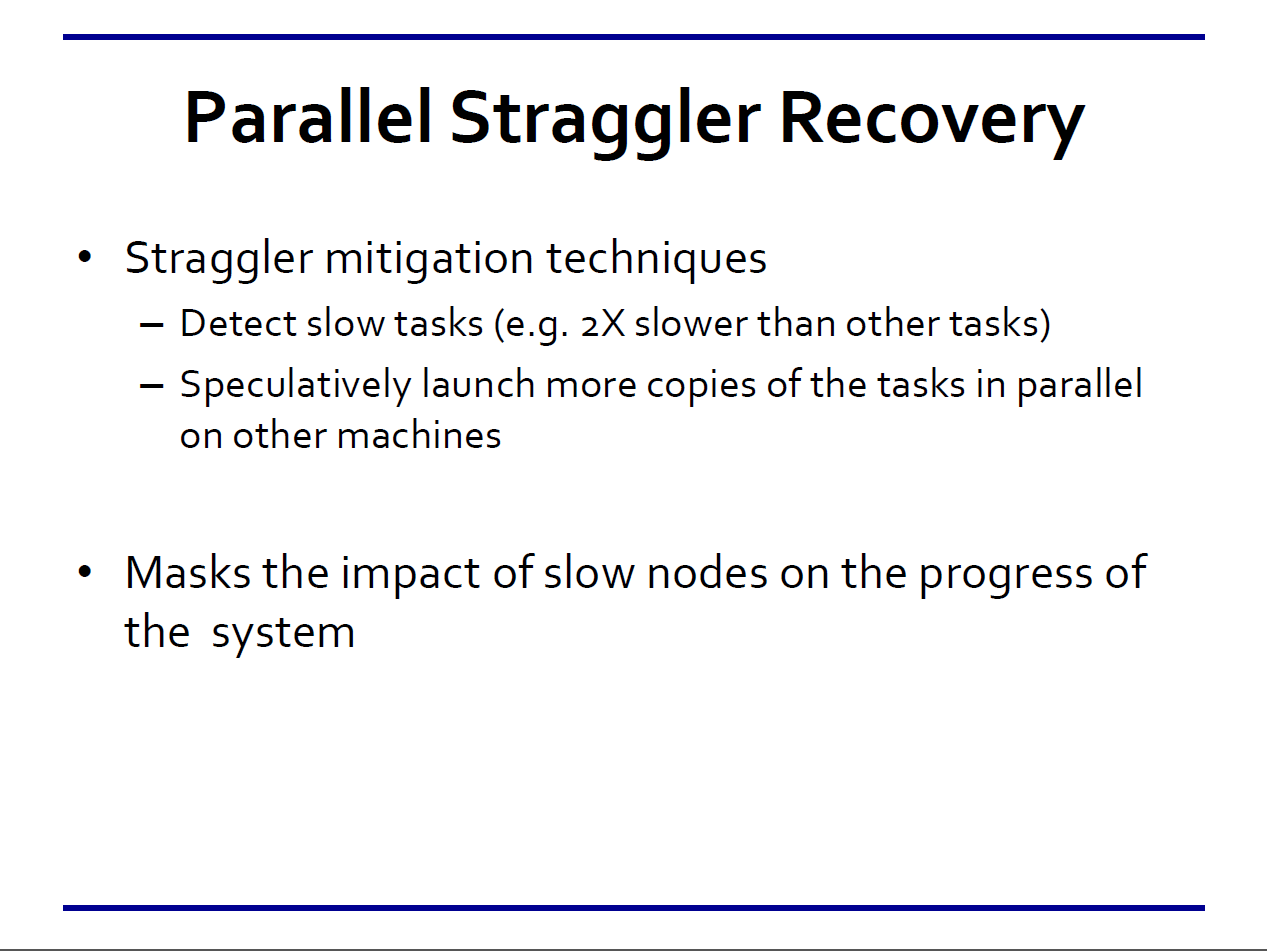 Parallel Straggler Recovery
• Straggler mitigation techniques
– Detect slow tasks (e.g. 2X slower than other tasks)
– Speculatively launch more copies of the tasks in parallel
on other machines
• Masks the impact of slow nodes on the progress of
the  system